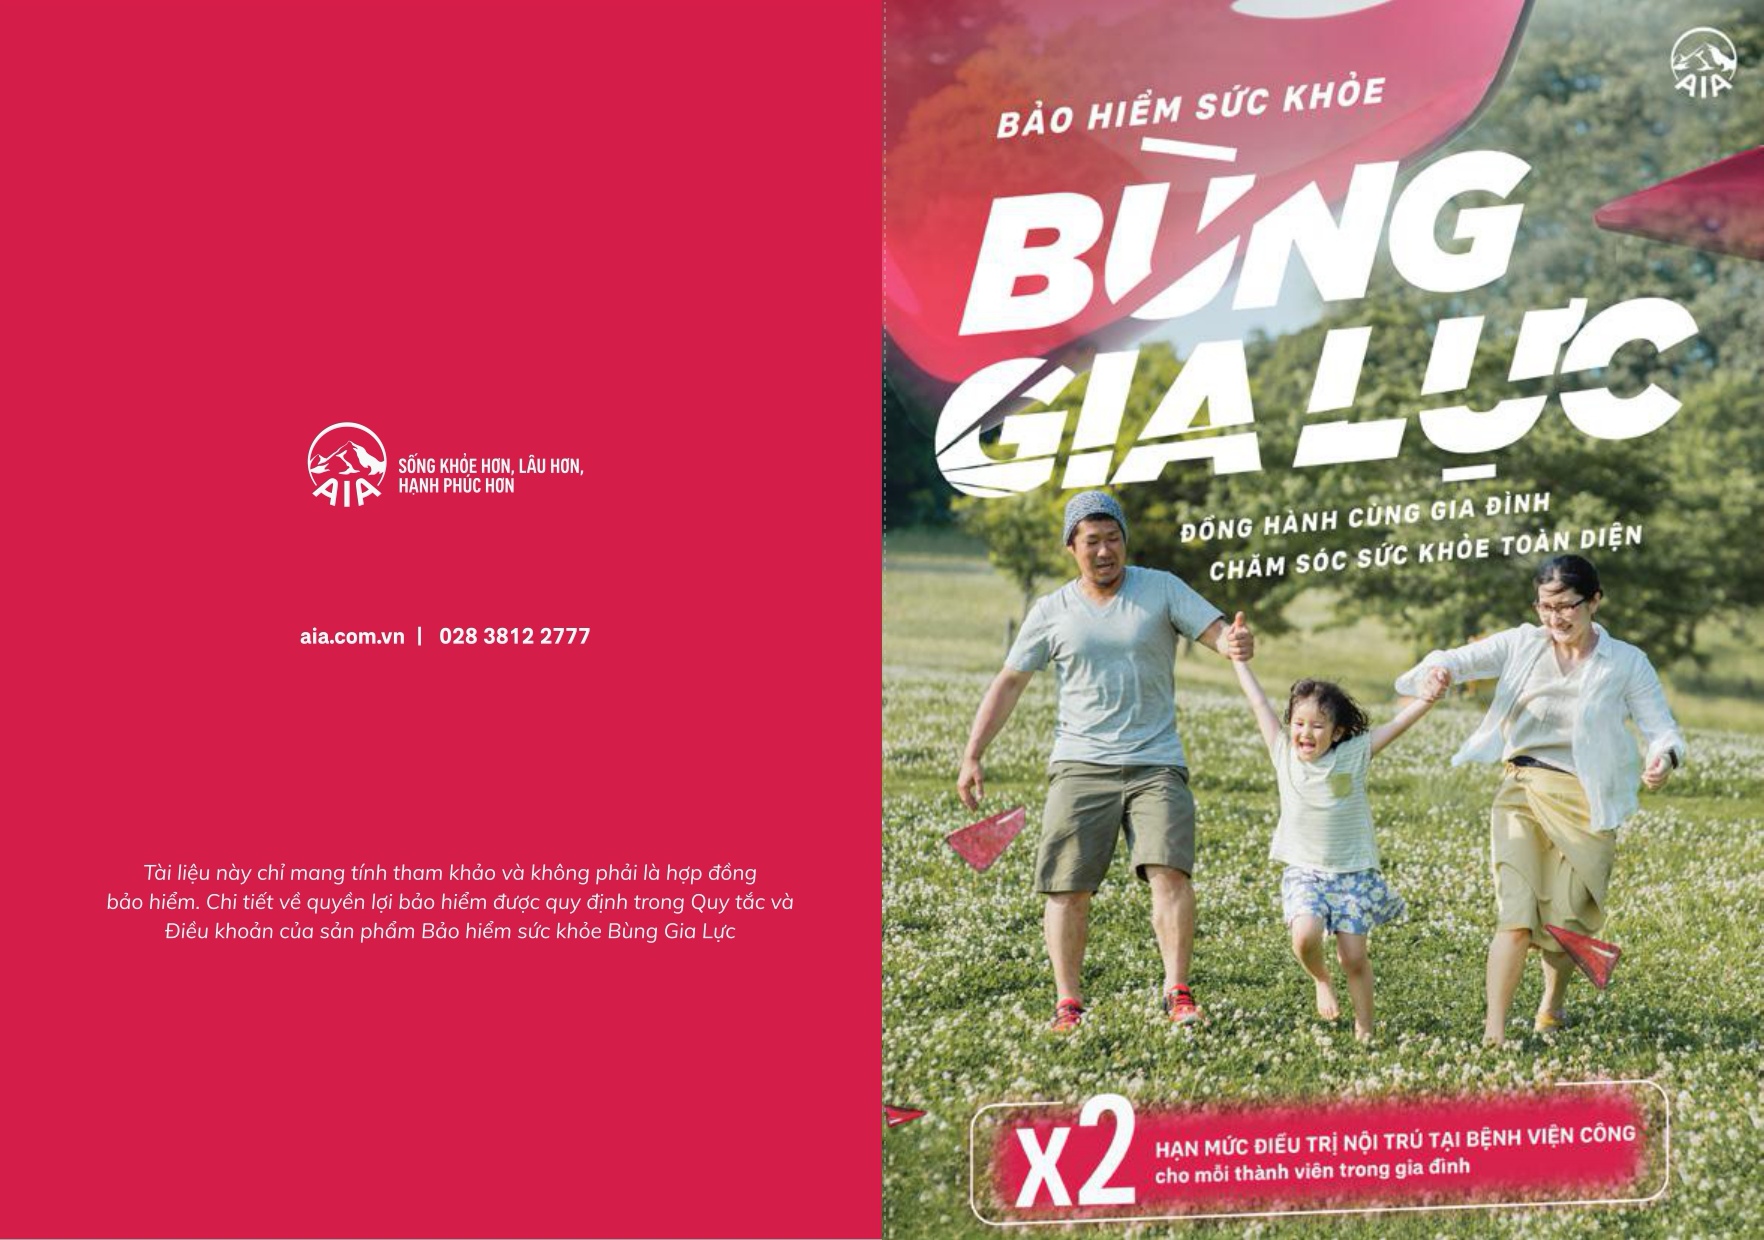 AIA
SỐNG KHỎE HƠN, LÂU HƠN,
HẠNH PHÚC HƠN
aia.com.vn | 028 3812 2777
Tài liệu này chỉ mang tính tham khảo và không phải là hợp đồng
bảo hiểm. Chi tiết về quyền lợi bảo hiểm được quy định trong Quy tắc và
Điều khoản của sản phẩm Bảo hiểm sức khỏe Bùng Gia Lực
AIA
BẢO HIỂM SỨC KHỎE
BÙNG
GIA LỰC
ĐỒNG HÀNH CÙNG GIA ĐÌNH
CHĂM SÓC SỨC KHỎE TOÀN DIỆN
x2
HẠN MỨC ĐIỀU TRỊ NỘI TRÚ TẠI BỆNH VIỆN CÔNG
cho mỗi thành viên trong gia đình